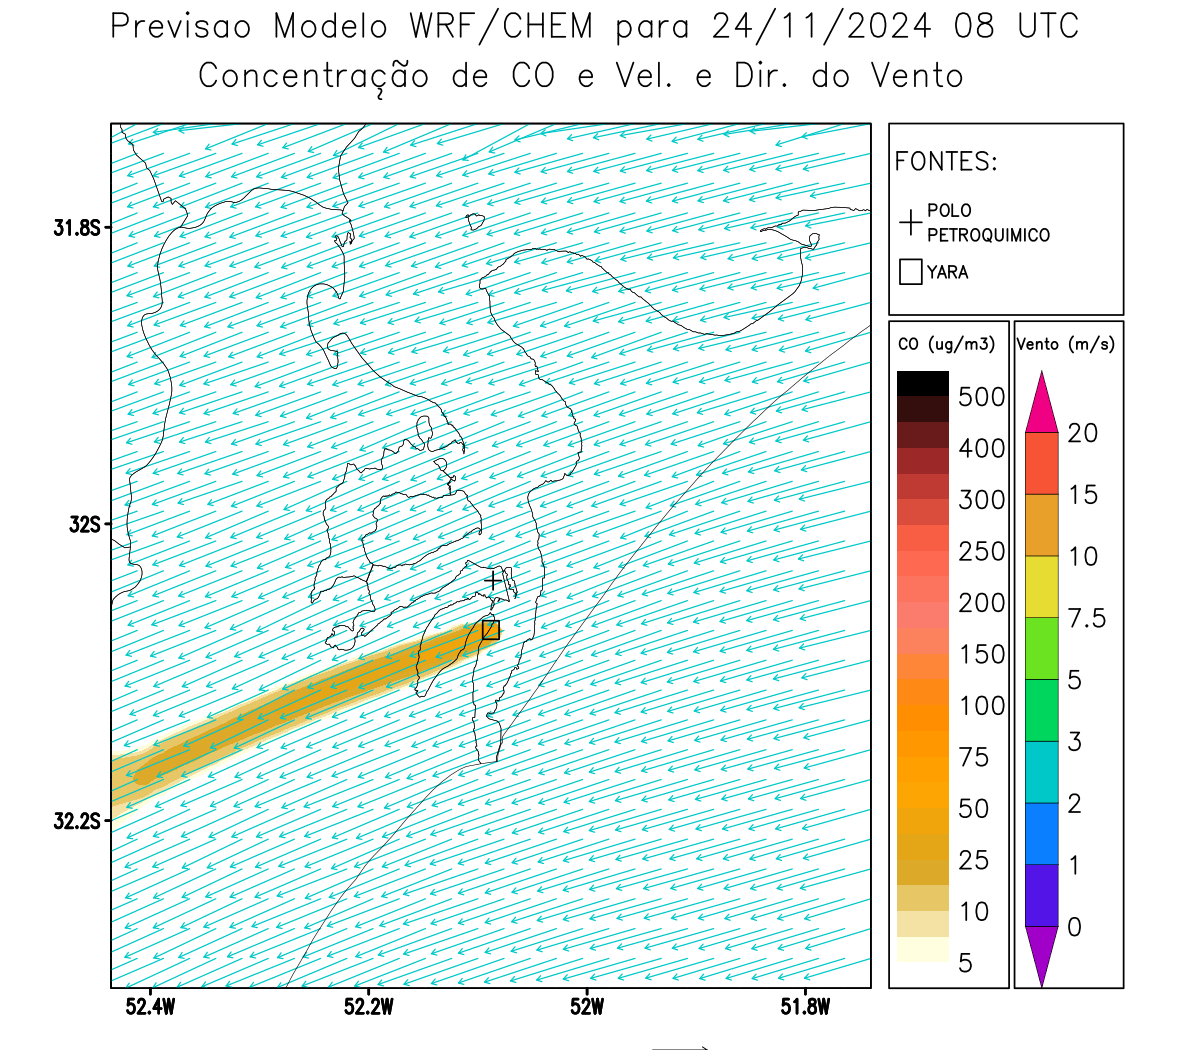 Previsao Modelo WRF/CHEM para 24/11/2024 08 UTC
Concentração de CO e Vel. e Dir. do Vento
FONTES:
POLO
PETROQUIMICO
YARA
CO (ug/m3)
500
400
300
250
200
150
100
75
50
25
10
5
Vento (m/s)
20
15
10
7.5
5
3
2
1
0
31.8S
32S
32.2S
52.4W
52.2W
52W
51.8W